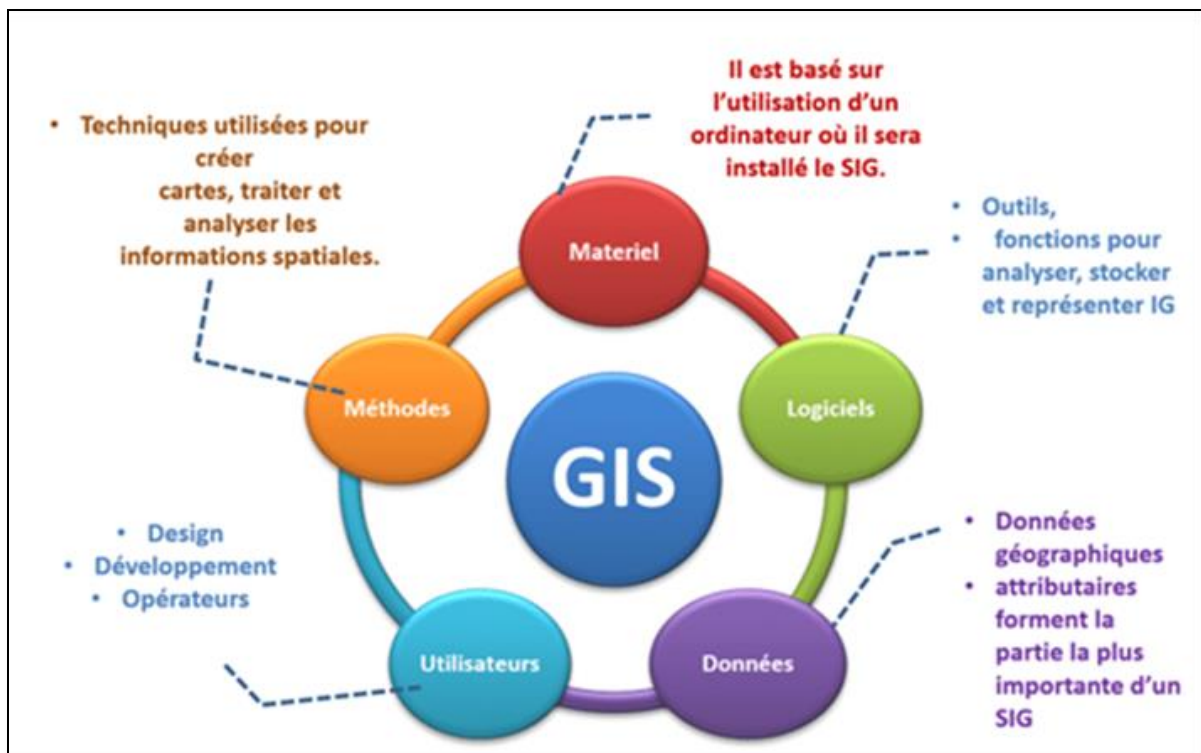 Il est basé sur
l'utilisation d'un
ordinateur où il sera
installé le SIG.
• Techniques utilisées pour
créer
cartes, traiter et
analyser les
informations spatiales.
• Outils,
• fonctions pour
analyser, stocker
et représenter IG
Materiel
Méthodes
Logiciels
GIS
• Design
• Développement
• Opérateurs
• Données
géographiques
• attributaires
forment la
partie la plus
importante d'un
SIG
Utilisateurs
Données